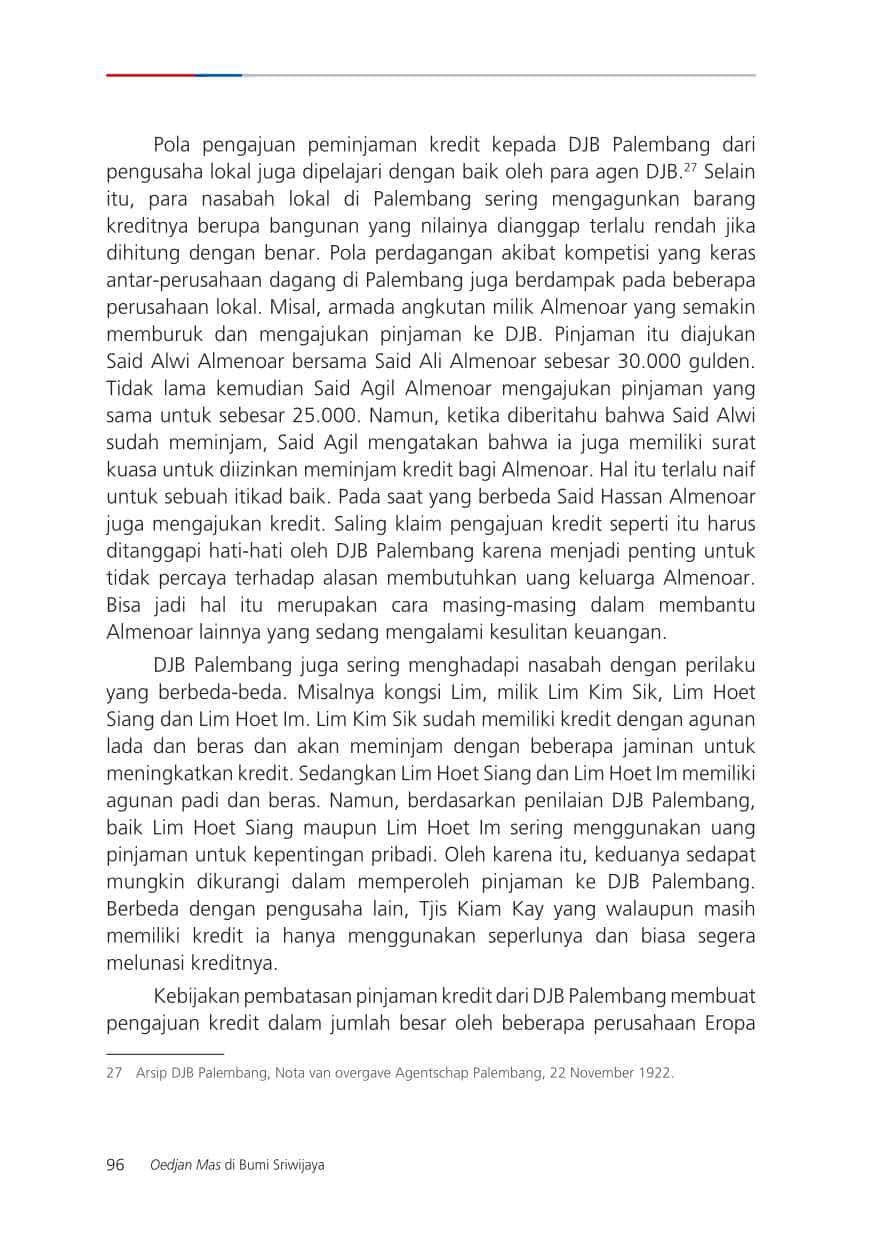 Pola pengajuan peminjaman kredit kepada DJB Palembang dari
pengusaha lokal juga dipelajari dengan baik oleh para agen DJB.27 Selain
itu, para nasabah lokal di Palembang sering mengagunkan barang
kreditnya berupa bangunan yang nilainya dianggap terlalu rendah jika
dihitung dengan benar. Pola perdagangan akibat kompetisi yang keras
antar-perusahaan dagang di Palembang juga berdampak pada beberapa
perusahaan lokal. Misal, armada angkutan milik Almenoar yang semakin
memburuk dan mengajukan pinjaman ke DJB. Pinjaman itu diajukan
Said Alwi Almenoar bersama Said Ali Almenoar sebesar 30.000 gulden.
Tidak lama kemudian Said Agil Almenoar mengajukan pinjaman yang
sama untuk sebesar 25.000. Namun, ketika diberitahu bahwa Said Alwi
sudah meminjam, Said Agil mengatakan bahwa ia juga memiliki surat
kuasa untuk diizinkan meminjam kredit bagi Almenoar. Hal itu terlalu naif
untuk sebuah itikad baik. Pada saat yang berbeda Said Hassan Almenoar
juga mengajukan kredit. Saling klaim pengajuan kredit seperti itu harus
ditanggapi hati-hati oleh DJB Palembang karena menjadi penting untuk
tidak percaya terhadap alasan membutuhkan uang keluarga Almenoar.
Bisa jadi hal itu merupakan cara masing-masing dalam membantu
Almenoar lainnya yang sedang mengalami kesulitan keuangan.
DJB Palembang juga sering menghadapi nasabah dengan perilaku
yang berbeda-beda. Misalnya kongsi Lim, milik Lim Kim Sik, Lim Hoet
Siang dan Lim Hoet Im. Lim Kim Sik sudah memiliki kredit dengan agunan
lada dan beras dan akan meminjam dengan beberapa jaminan untuk
meningkatkan kredit. Sedangkan Lim Hoet Siang dan Lim Hoet Im memiliki
agunan padi dan beras. Namun, berdasarkan penilaian DJB Palembang,
baik Lim Hoet Siang maupun Lim Hoet Im sering menggunakan uang
pinjaman untuk kepentingan pribadi. Oleh karena itu, keduanya sedapat
mungkin dikurangi dalam memperoleh pinjaman ke DJB Palembang.
Berbeda dengan pengusaha lain, Tjis Kiam Kay yang walaupun masih
memiliki kredit ia hanya menggunakan seperlunya dan biasa segera
melunasi kreditnya.
Kebijakan pembatasan pinjaman kredit dari DJB Palembang membuat
pengajuan kredit dalam jumlah besar oleh beberapa perusahaan Eropa
27 Arsip DJB Palembang, Nota van overgave Agentschap Palembang, 22 November 1922.
96 Oedjan Mas di Bumi Sriwijaya